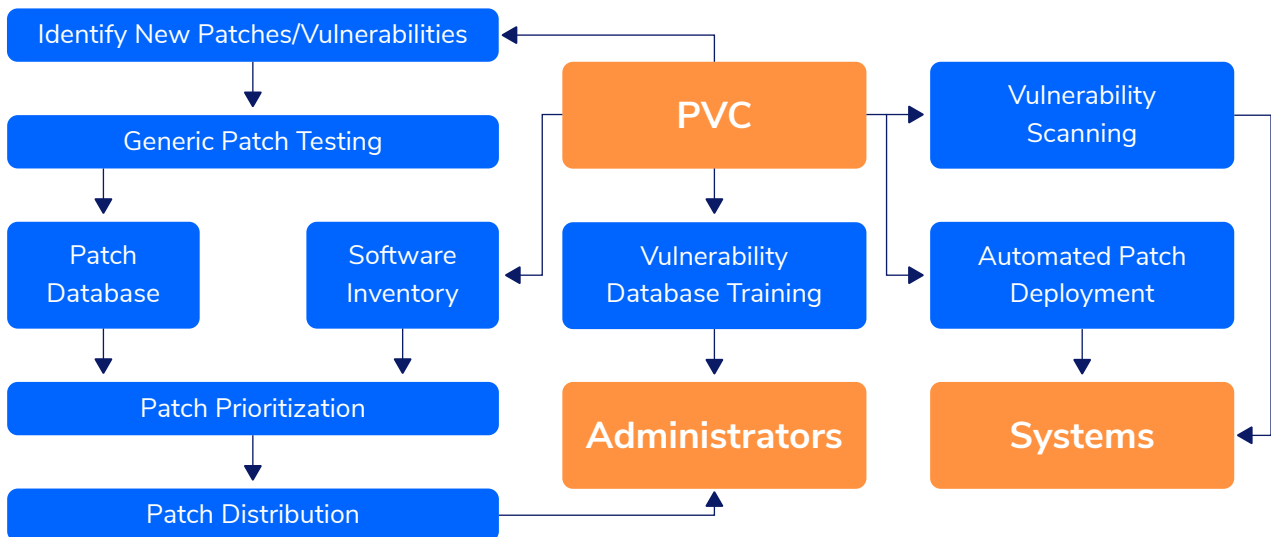 Identify New Patches/Vulnerabilities
PVC
Vulnerability
Scanning
Generic Patch Testing
Patch
Database
Software
Inventory
Vulnerability
Database Training
Automated Patch
Deployment
Patch Prioritization
Administrators
Systems
Patch Distribution